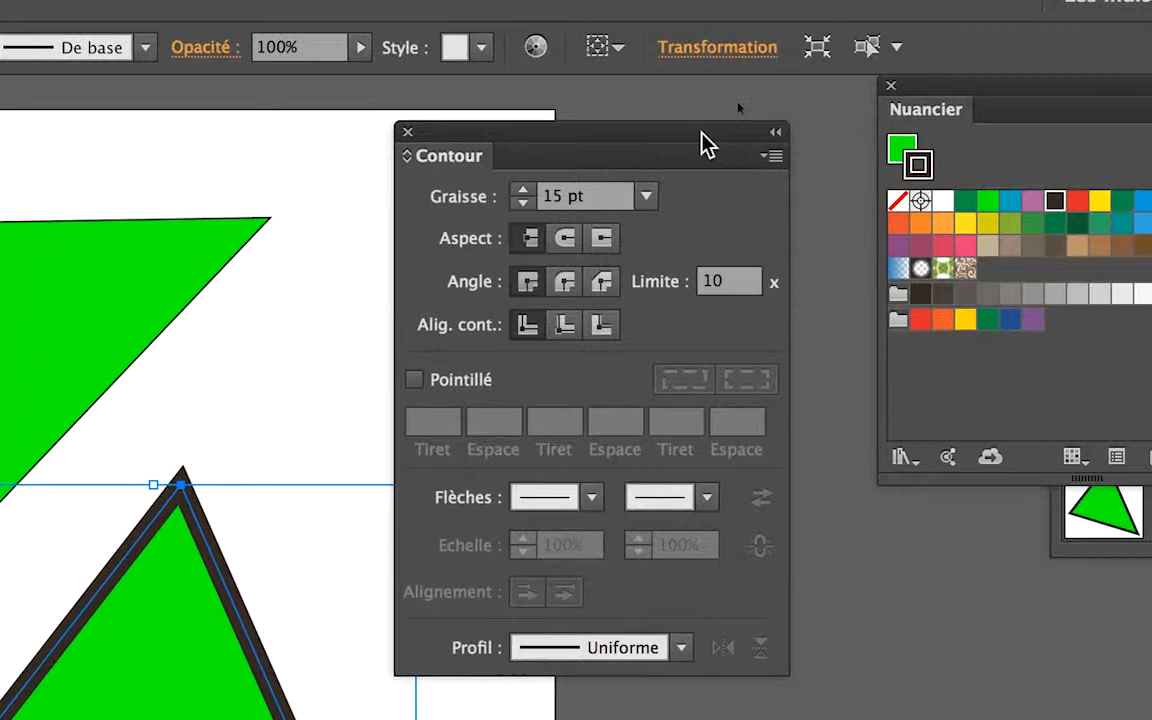 De base
Opacité :
100%
Style :
Transformation
Nuancier
Contour
Graisse :
15 pt
Aspect :
Angle :
Limite :
10
x
Alig. cont.:
Pointillé
Tiret
Espace
Tiret
Espace
Tiret
Espace
Flèches :
Echelle :
100%
100%
Alignement :
Profil :
Uniforme